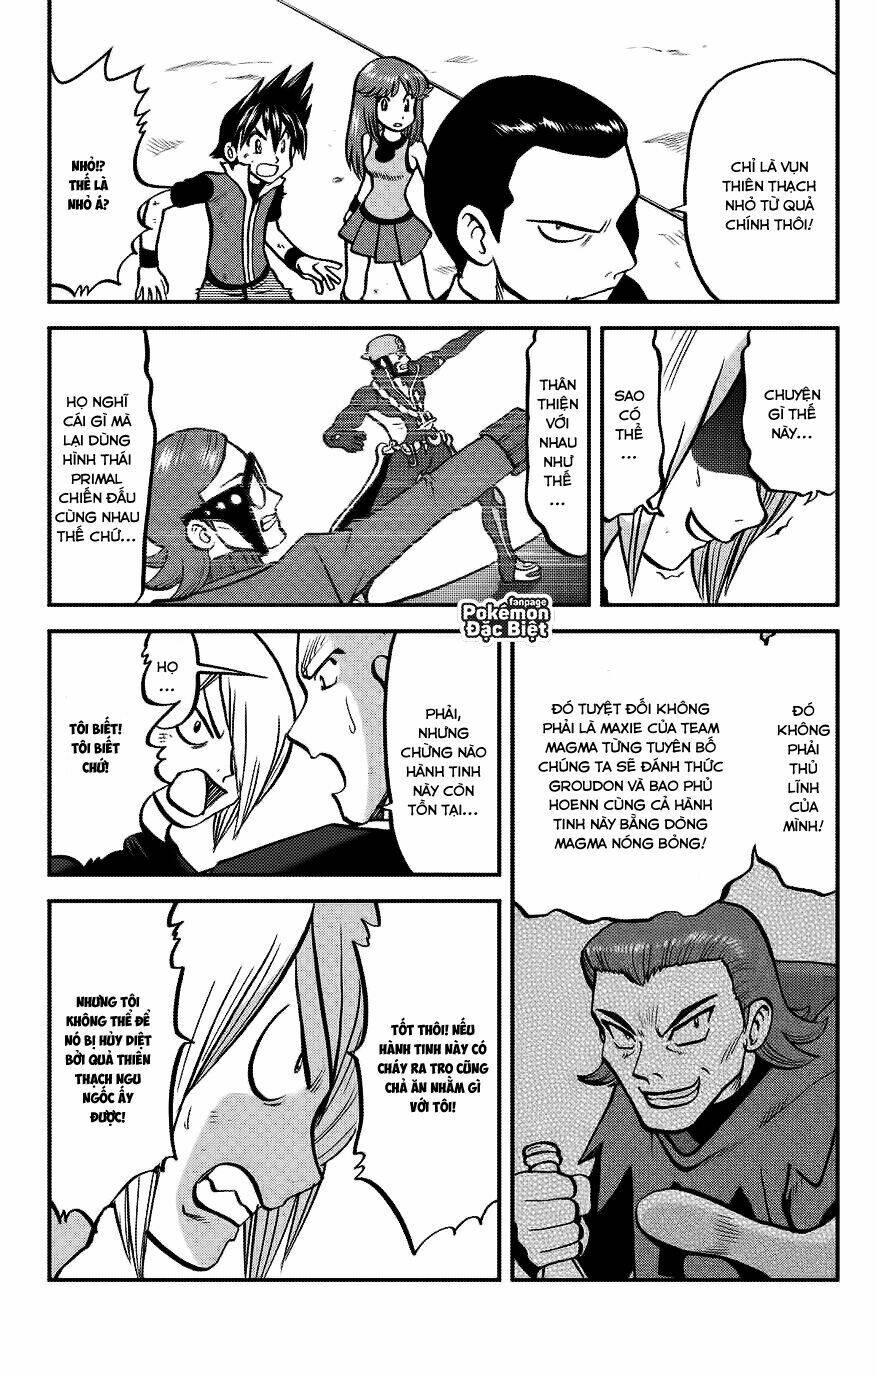 CHỈ LÀ VỤN
THIÊN THẠCH
NHỎ TỪ QUẢ
CHÍNH THÔI!
NHỎ!?
THẾ LÀ
NHỎ Á?
CHUYỆN
GÌ THẾ
NÀY...
SAO
CÓ
THỂ
...
THÂN
THIỆN
VỚI
NHAU
NHƯ
THẾ
...
HỌ NGHĨ
CÁI GÌ MÀ
LẠI DÙNG
HÌNH THÁI
PRIMAL
CHIẾN ĐẤU
CÙNG NHAU
THẾ CHỨ...
fanpage
Pokémon
Đặc Biệt
ĐÓ
KHÔNG
PHẢI
THỦ
LĨNH
CỦA
MÌNH!
ĐÓ TUYỆT ĐỐI KHÔNG
PHẢI LÀ MAXIE CỦA TEAM
MAGMA TỪNG TUYÊN BỐ
CHÚNG TA SẼ ĐÁNH THỨC
GROUDON VÀ BAO PHỦ
HOENN CÙNG CẢ HÀNH
TINH NÀY BẰNG DÒNG
MAGMA NÓNG BỎNG!
PHẢI,
NHƯNG
CHỪNG NÀO
HÀNH TINH
NÀY CÒN
TỒN TẠI...
HỌ
...
TÔI BIẾT!
TÔI BIẾT
CHỨ!
TỐT THÔI! NẾU
HÀNH TINH NÀY CÓ
CHÁY RA TRO CŨNG
CHẢ ĂN NHẰM GÌ
VỚI TÔI!
NHƯNG TÔI
KHÔNG THỂ ĐỂ
NÓ BỊ HỦY DIỆT
BỞI QUẢ THIÊN
THẠCH NGU
NGỐC ẤY
ĐƯỢC!